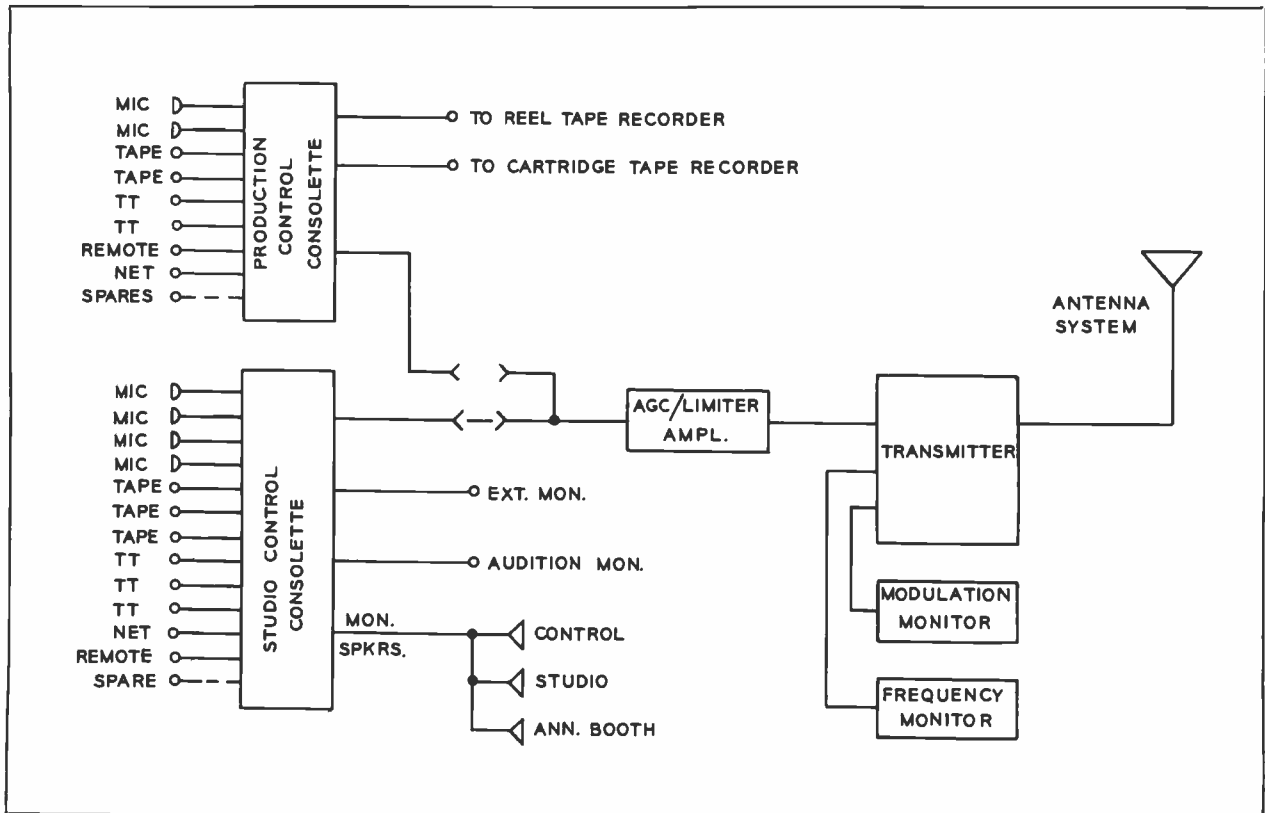 MIC
MIC
TAPE
TAPE
TT
TT
REMOTE
NET
SPARES
PRODUCTION
CONTROL
CONSOLETTE
TO REEL TAPE RECORDER
TO CARTRIDGE TAPE RECORDER
MIC
MIC
MIC
MIC
TAPE
TAPE
TAPE
TT
TT
TT
NET
REMOTE
SPARE
STUDIO CONTROL
CONSOLETTE
EXT. MON.
AUDITION MON.
MON.
SPKRS.
CONTROL
STUDIO
ANN. BOOTH
AGC/LIMITER
AMPL.
TRANSMITTER
ANTENNA
SYSTEM
MODULATION
MONITOR
FREQUENCY
MONITOR